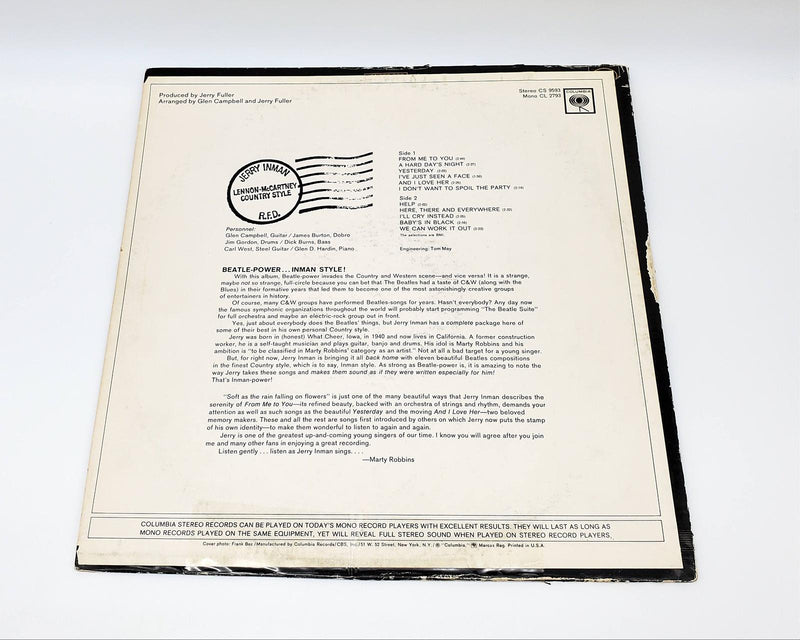 Produced by Jerry Fuller
Arranged by Glen Campbell and Jerry Fuller
Stereo CS 9593
Mono CL 2793
COLUMBIA
JERRY INMAN
LENNON-McCARTNEY
COUNTRY STYLE
R.F.D.
Personnel:
Glen Campbell, Guitar / James Burton, Dobro
Jim Gordon, Drums / Dick Burns, Bass
Carl West, Steel Guitar / Glen D. Hardin, Piano
Side 1
FROM ME TO YOU
A HARD DAY'S NIGHT
YESTERDAY
I'VE JUST SEEN A FACE
AND I LOVE HER
I DON'T WANT TO SPOIL THE PARTY
Side 2
HELP
HERE, THERE AND EVERYWHERE
I'LL CRY INSTEAD
BABY'S IN BLACK
WE CAN WORK IT OUT
The selections are BMI.
Engineering: Tom May
BEATLE-POWER...INMAN STYLE!
With this album, Beatle-power invades the Country and Western scene—and vice versa! It is a strange,
maybe not so strange, full-circle because you can bet that The Beatles had a taste of C&W (along with the
Blues) in their formative years that led them to become one of the most astonishingly creative groups
of entertainers in history.
Of course, many C&W groups have performed Beatles-songs for years. Hasn't everybody? Any day now
the famous symphonic organizations throughout the world will probably start programming "The Beatle Suite"
for full orchestra and maybe an electric-rock group out in front.
Yes, just about everybody does the Beatles' things, but Jerry Inman has a complete package here of
some of their best in his own personal Country style.
Jerry was born in (honest) What Cheer, Iowa, in 1940 and now lives in California. A former construction
worker, he is a self-taught musician and plays guitar, banjo and drums. His idol is Marty Robbins and his
ambition is "to be classified in Marty Robbins' category as an artist." Not at all a bad target for a young singer.
But, for right now, Jerry Inman is bringing it all back home with eleven beautiful Beatles compositions
in the finest Country style, which is to say, Inman style. As strong as Beatle-power is, it is amazing to note the
way Jerry takes these songs and makes them sound as if they were written especially for him!
That's Inman-power!
"Soft as the rain falling on flowers" is just one of the many beautiful ways that Jerry Inman describes the
serenity of From Me to You—its refined beauty, backed with an orchestra of strings and rhythm, demands your
attention as well as such songs as the beautiful Yesterday and the moving And I Love Her—two beloved
memory makers. These and all the rest are songs first introduced by others on which Jerry now puts the stamp
of his own identity—to make them wonderful to listen to again and again.
Jerry is one of the greatest up-and-coming young singers of our time. I know you will agree after you join
me and many other fans in enjoying a great recording.
Listen gently . . . listen as Jerry Inman sings. . . .
—Marty Robbins
COLUMBIA STEREO RECORDS CAN BE PLAYED ON TODAY'S MONO RECORD PLAYERS WITH EXCELLENT RESULTS. THEY WILL LAST AS LONG AS
MONO RECORDS PLAYED ON THE SAME EQUIPMENT, YET WILL REVEAL FULL STEREO SOUND WHEN PLAYED ON STEREO RECORD PLAYERS.
Cover photo: Frank Bez / Manufactured by Columbia Records/CBS, Inc./51 W. 52 Street, New York, N.Y. / ® "Columbia," Marcas Reg. Printed in U.S.A.